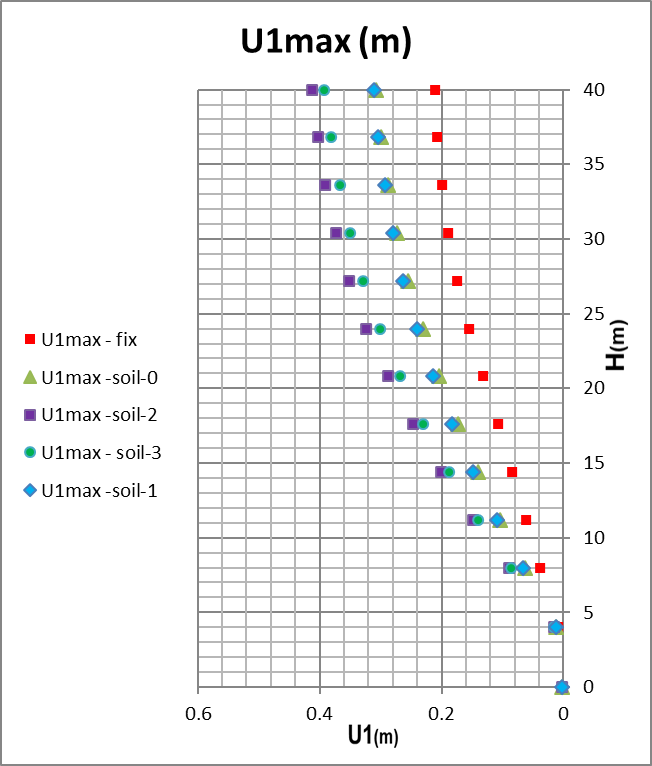 U1max (m)
40
35
30
25
20
15
10
5
0
H(m)
U1max - fix
U1max -soil-0
U1max -soil-2
U1max - soil-3
U1max -soil-1
0.6
0.4
0.2
0
U1(m)